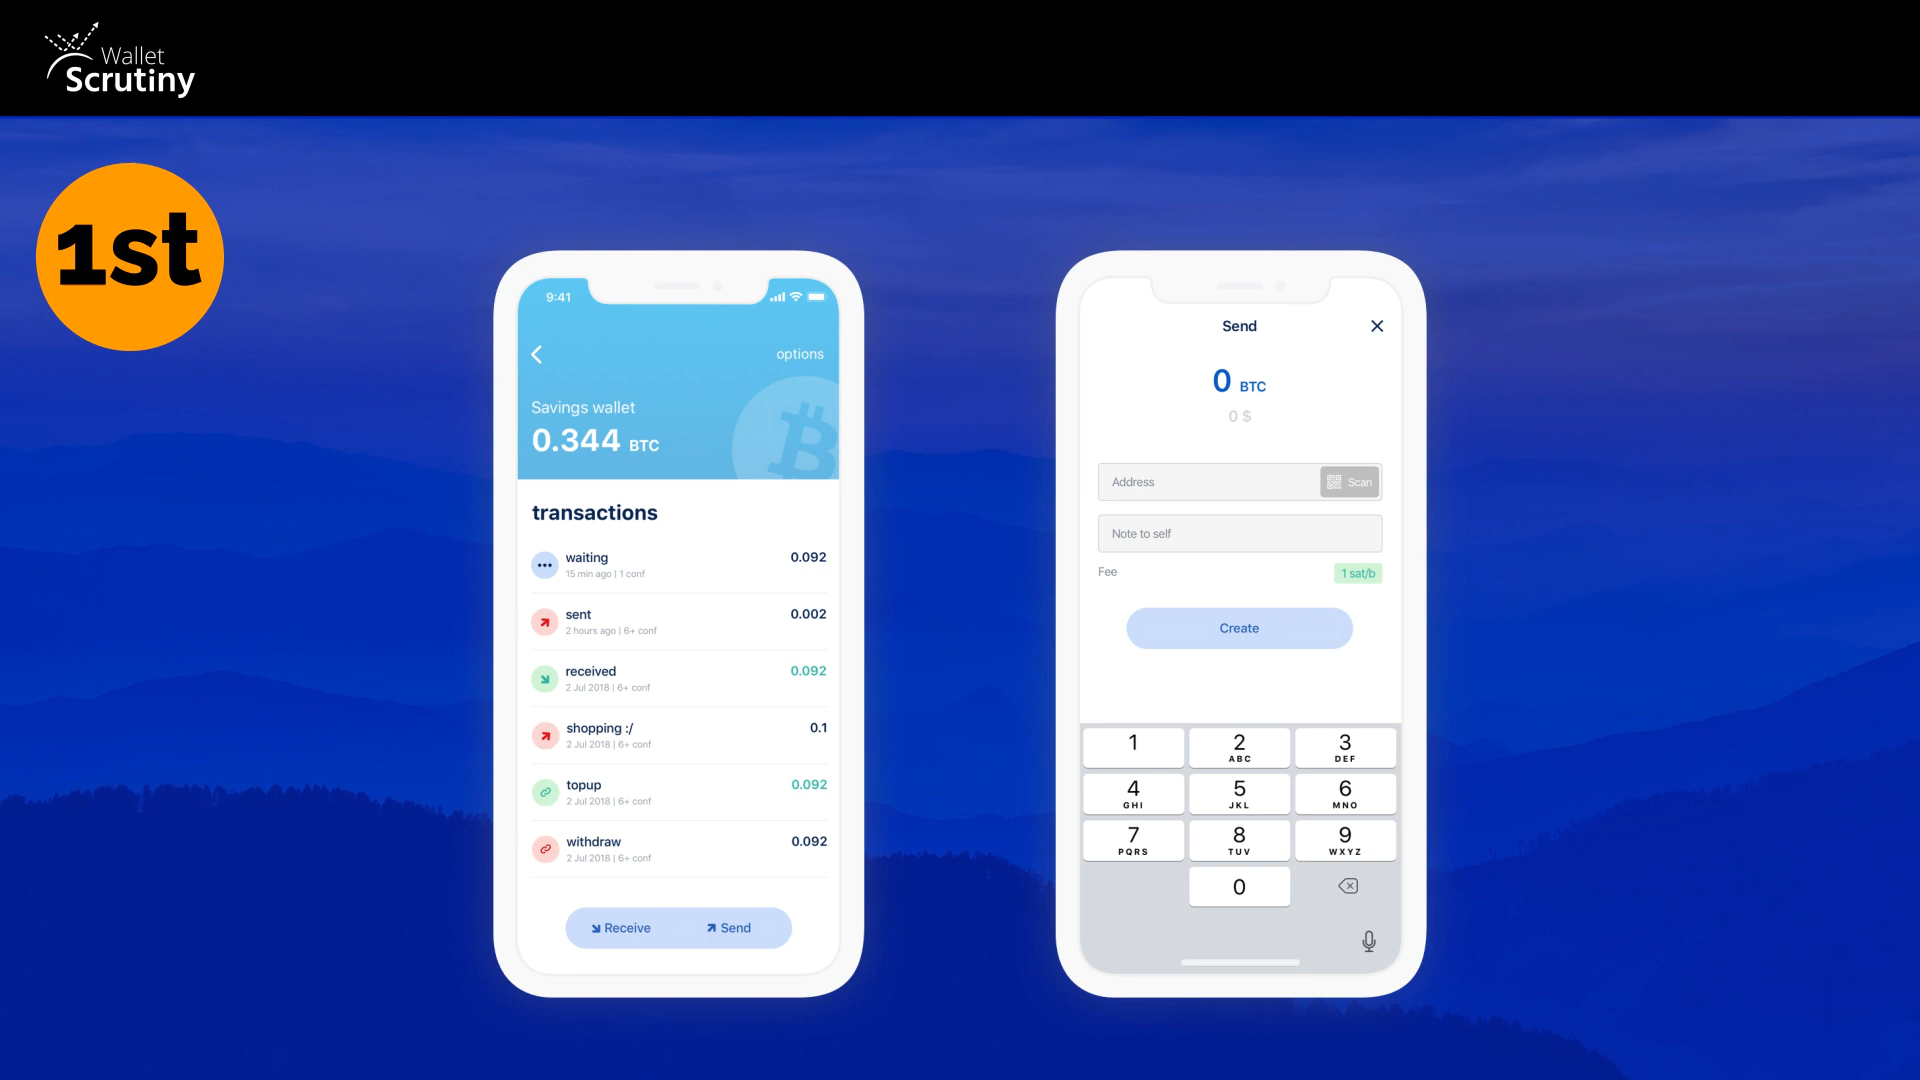 Wallet
Scrutiny
1st
9:41
options
Savings wallet
0.344 BTC
transactions
waiting 0.092
15 min ago | 1 conf
sent 0.002
2 hours ago | 6+ conf
received 0.092
2 Jul 2018 | 6+ conf
shopping :/ 0.1
2 Jul 2018 | 6+ conf
topup 0.092
2 Jul 2018 | 6+ conf
withdraw 0.092
2 Jul 2018 | 6+ conf
Receive Send
Send
0 BTC
0 $
Address Scan
Note to self
Fee 1 sat/b
Create
1 2 3
ABC DEF
4 5 6
GHI JKL MNO
7 8 9
PQRS TUV WXYZ
0